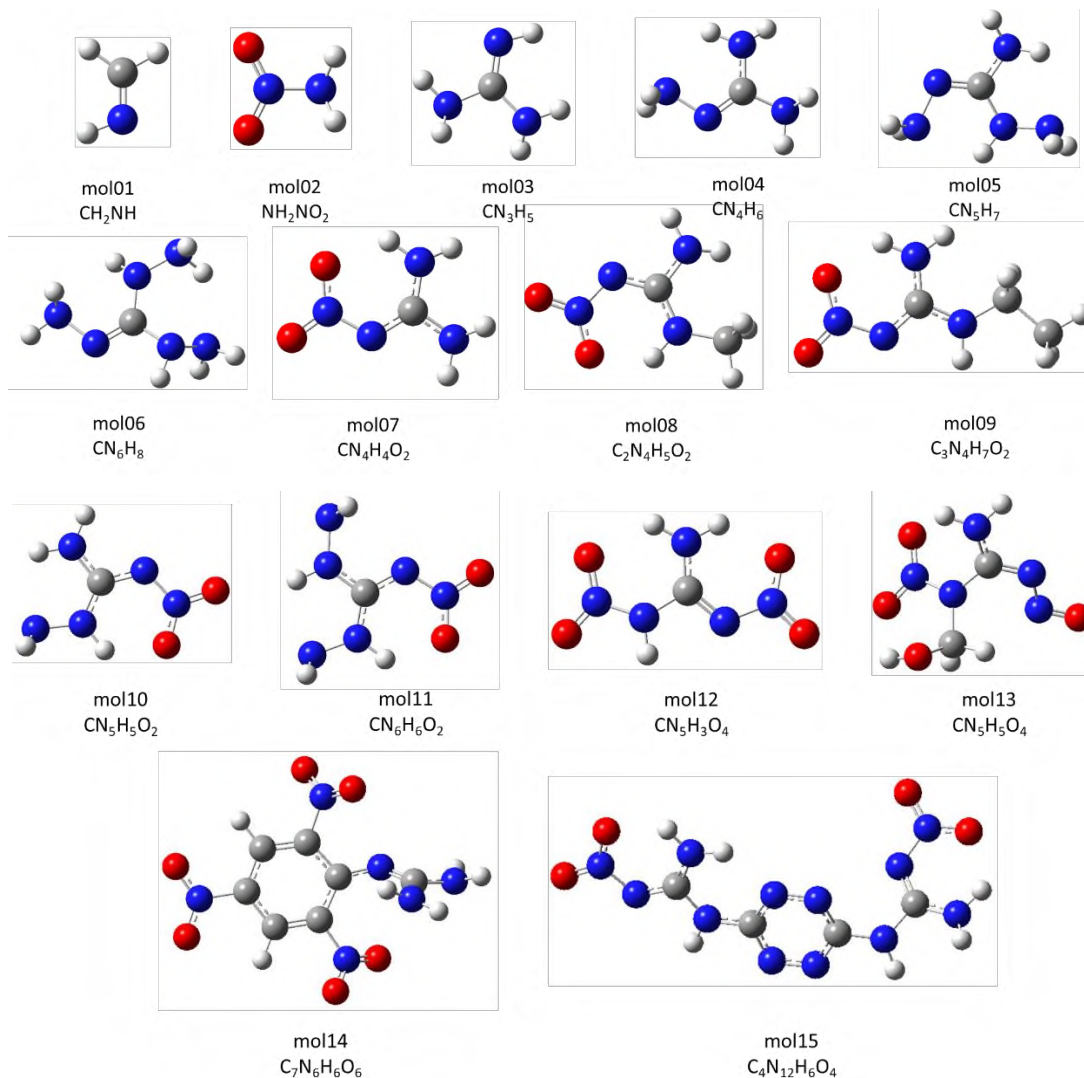 mol01
CH₂NH
mol02
NH₂NO₂
mol03
CN₃H₅
mol04
CN₄H₆
mol05
CN₅H₇
mol06
CN₆H₈
mol07
CN₄H₄O₂
mol08
C₂N₄H₅O₂
mol09
C₃N₄H₇O₂
mol10
CN₅H₅O₂
mol11
CN₆H₆O₂
mol12
CN₅H₃O₄
mol13
CN₅H₅O₄
mol14
C₇N₆H₆O₆
mol15
C₄N₁₂H₆O₄